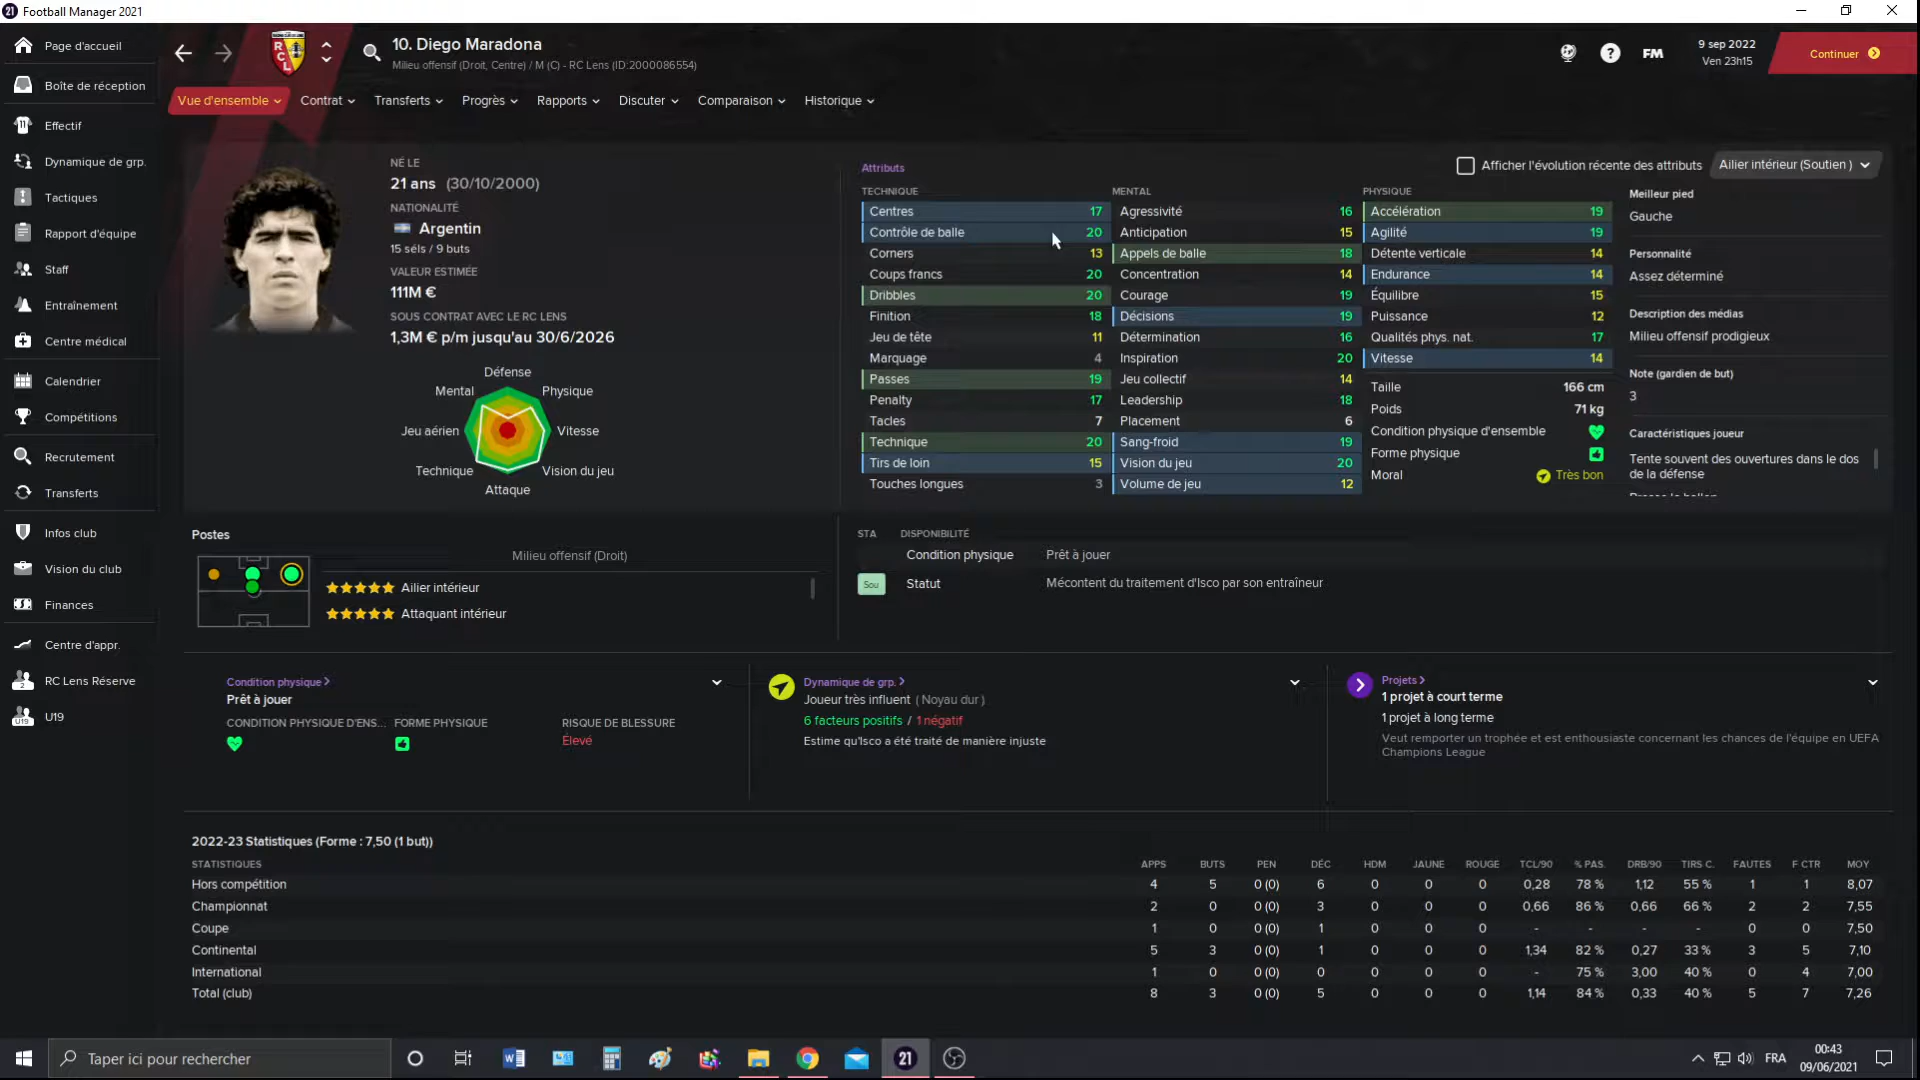 Football Manager 2021
Page d'accueil
Boîte de réception
Effectif
Dynamique de grp.
Tactiques
Rapport d'équipe
Staff
Entraînement
Centre médical
Calendrier
Compétitions
Recrutement
Transferts
Infos club
Vision du club
Finances
Centre d'appr.
RC Lens Réserve
U19
10. Diego Maradona
Milieu offensif (Droit, Centre) / M (C) - RC Lens (ID:2000086554)
FM
9 sep 2022
Ven 23h15
Continuer
Vue d'ensemble Contrat Transferts Progrès Rapports Discuter Comparaison Historique
NÉ LE
21 ans (30/10/2000)
NATIONALITÉ
Argentin
15 séls / 9 buts
VALEUR ESTIMÉE
111M €
SOUS CONTRAT AVEC LE RC LENS
1,3M € p/m jusqu'au 30/6/2026
Défense
Mental Physique
Jeu aérien Vitesse
Technique Vision du jeu
Attaque
Attributs
Afficher l'évolution récente des attributs
Ailier intérieur (Soutien )
TECHNIQUE
Centres 17
Contrôle de balle 20
Corners 13
Coups francs 20
Dribbles 20
Finition 18
Jeu de tête 11
Marquage 4
Passes 19
Penalty 17
Tacles 7
Technique 20
Tirs de loin 15
Touches longues 3
MENTAL
Agressivité 16
Anticipation 15
Appels de balle 18
Concentration 14
Courage 19
Décisions 19
Détermination 16
Inspiration 20
Jeu collectif 14
Leadership 18
Placement 6
Sang-froid 19
Vision du jeu 20
Volume de jeu 12
PHYSIQUE
Accélération 19
Agilité 19
Détente verticale 14
Endurance 14
Équilibre 15
Puissance 12
Qualités phys. nat. 17
Vitesse 14
Taille 166 cm
Poids 71 kg
Condition physique d'ensemble
Forme physique
Moral Très bon
Meilleur pied
Gauche
Personnalité
Assez déterminé
Description des médias
Milieu offensif prodigieux
Note (gardien de but)
3
Caractéristiques joueur
Tente souvent des ouvertures dans le dos
de la défense
Postes
Milieu offensif (Droit)
Ailier intérieur
Attaquant intérieur
STA DISPONIBILITÉ
Condition physique Prêt à jouer
Sou Statut Mécontent du traitement d'Isco par son entraîneur
Condition physique
Prêt à jouer
CONDITION PHYSIQUE D'ENS... FORME PHYSIQUE RISQUE DE BLESSURE
Élevé
Dynamique de grp.
Joueur très influent ( Noyau dur )
6 facteurs positifs / 1 négatif
Estime qu'Isco a été traité de manière injuste
Projets
1 projet à court terme
1 projet à long terme
Veut remporter un trophée et est enthousiaste concernant les chances de l'équipe en UEFA
Champions League
2022-23 Statistiques (Forme : 7,50 (1 but))
STATISTIQUES APPS BUTS PEN DÉC HDM JAUNE ROUGE TCL/90 % PAS. DRB/90 TIRS C. FAUTES F CTR MOY
Hors compétition 4 5 0 (0) 6 0 0 0 0,28 78 % 1,12 55 % 1 1 8,07
Championnat 2 0 0 (0) 3 0 0 0 0,66 86 % 0,66 66 % 2 2 7,55
Coupe 1 0 0 (0) 1 0 0 0 - - - - 0 0 7,50
Continental 5 3 0 (0) 1 0 0 0 1,34 82 % 0,27 33 % 3 5 7,10
International 1 0 0 (0) 0 0 0 0 - 75 % 3,00 40 % 0 4 7,00
Total (club) 8 3 0 (0) 5 0 0 0 1,14 84 % 0,33 40 % 5 7 7,26
Taper ici pour rechercher
21
FRA
00:43
09/06/2021